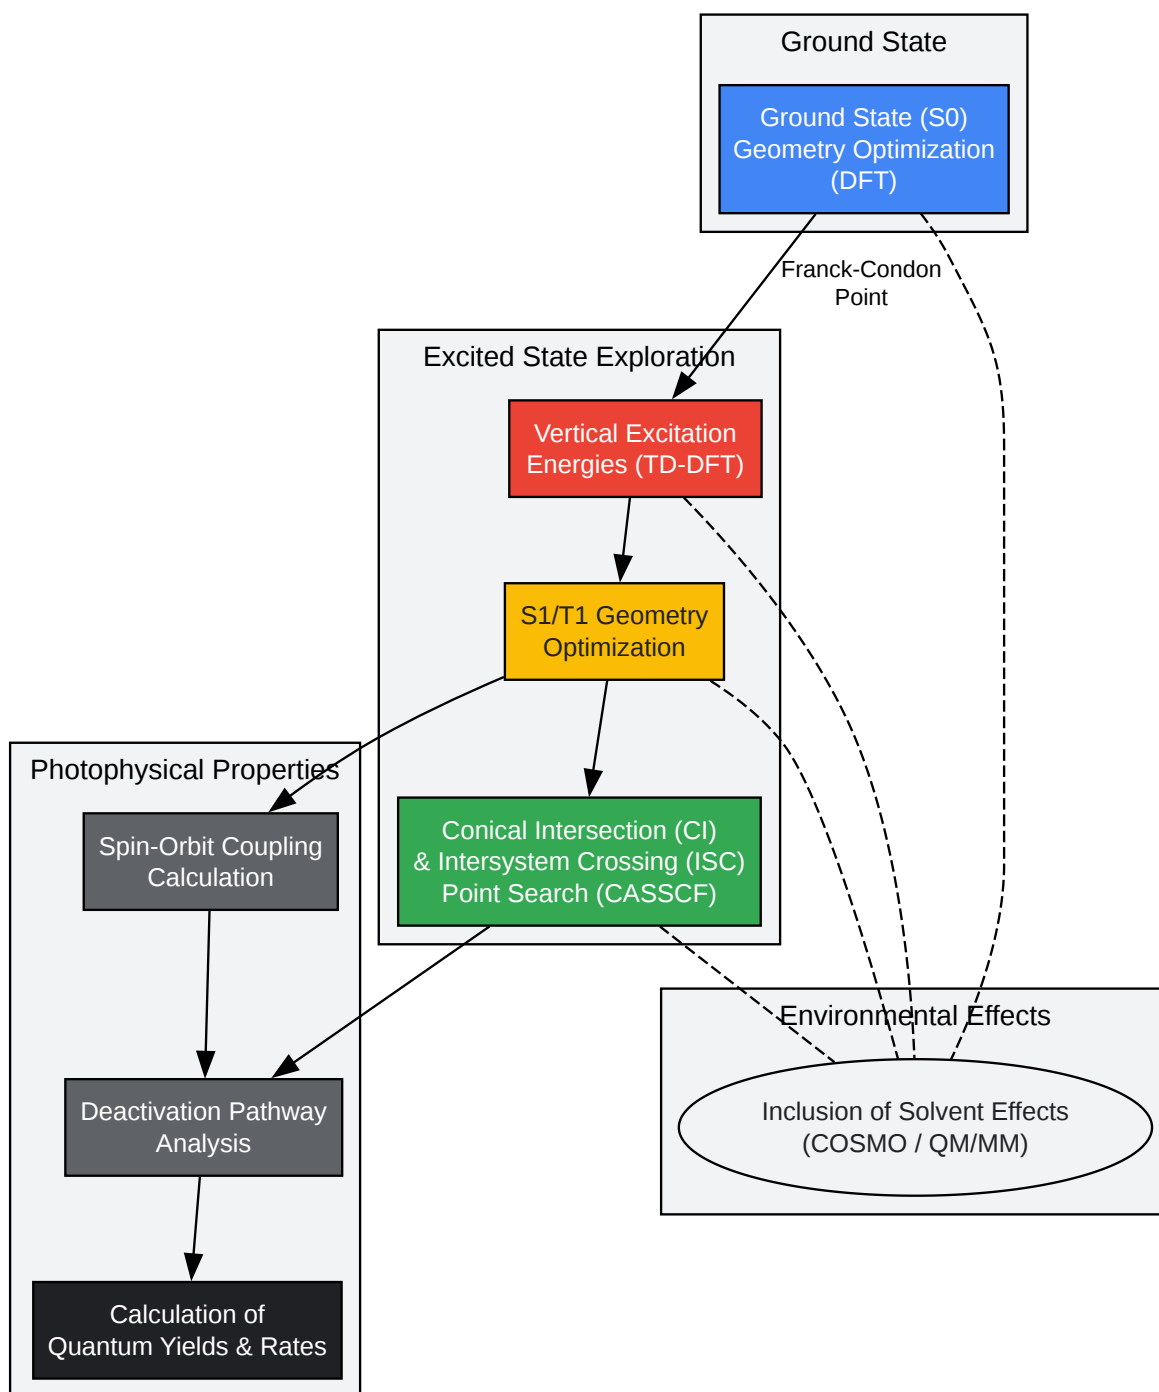 Ground State
Ground State (S0)
Geometry Optimization
(DFT)
Franck-Condon
Point
Excited State Exploration
Vertical Excitation
Energies (TD-DFT)
S1/T1 Geometry
Optimization
Conical Intersection (CI)
& Intersystem Crossing (ISC)
Point Search (CASSCF)
Photophysical Properties
Spin-Orbit Coupling
Calculation
Deactivation Pathway
Analysis
Calculation of
Quantum Yields & Rates
Environmental Effects
Inclusion of Solvent Effects
(COSMO / QM/MM)